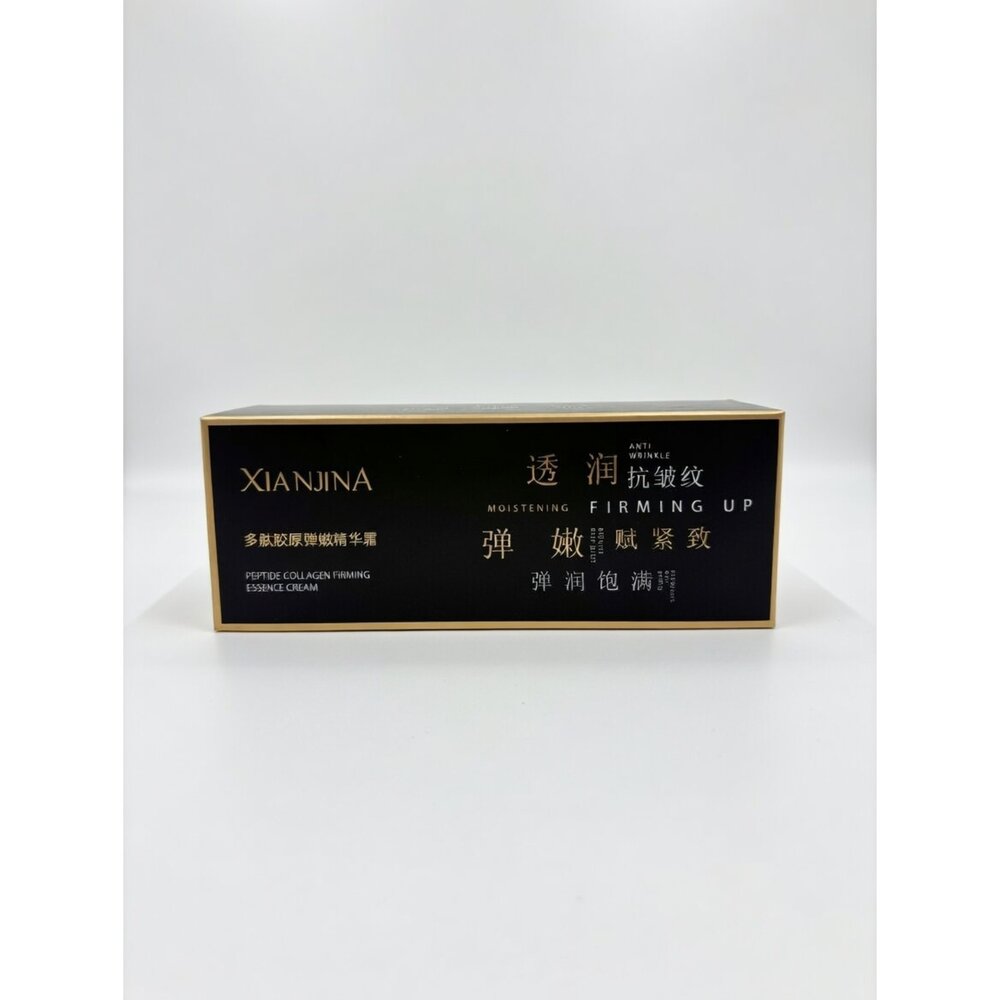 XIANJINA
多肽胶原弹嫩精华霜
PEPTIDE COLLAGEN FIRMING
ESSENCE CREAM
透润
ANTI
WRINKLE
抗皱纹
MOISTENING
FIRMING UP
弹嫩
赋紧致
弹润饱满